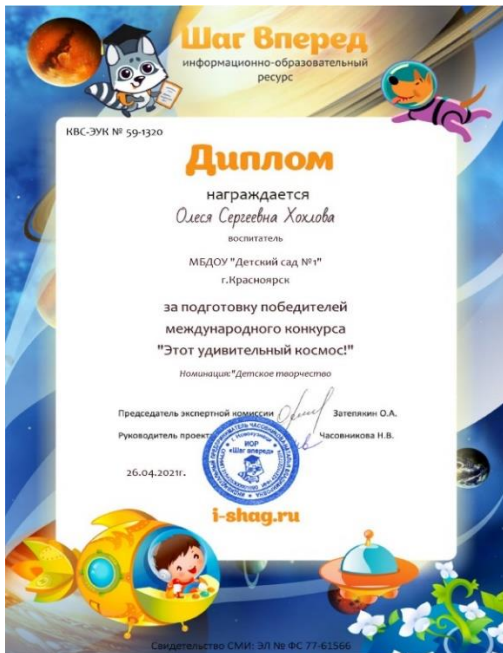 Шаг Вперед
информационно-образовательный
ресурс
КВС-ЭУК № 59-1320
Диплом
награждается
Олеся Сергеевна Хохлова
воспитатель
МБДОУ "Детский сад №1"
г.Красноярск
за подготовку победителей
международного конкурса
"Этот удивительный космос!"
Номинация:"Детское творчество
Председатель экспертной комиссии Затепякин О.А.
Руководитель проект Часовникова Н.В.
ИОР
«Шаг вперед»
26.04.2021г.
i-shag.ru
Свидетельство СМИ: ЭЛ № ФС 77-61566